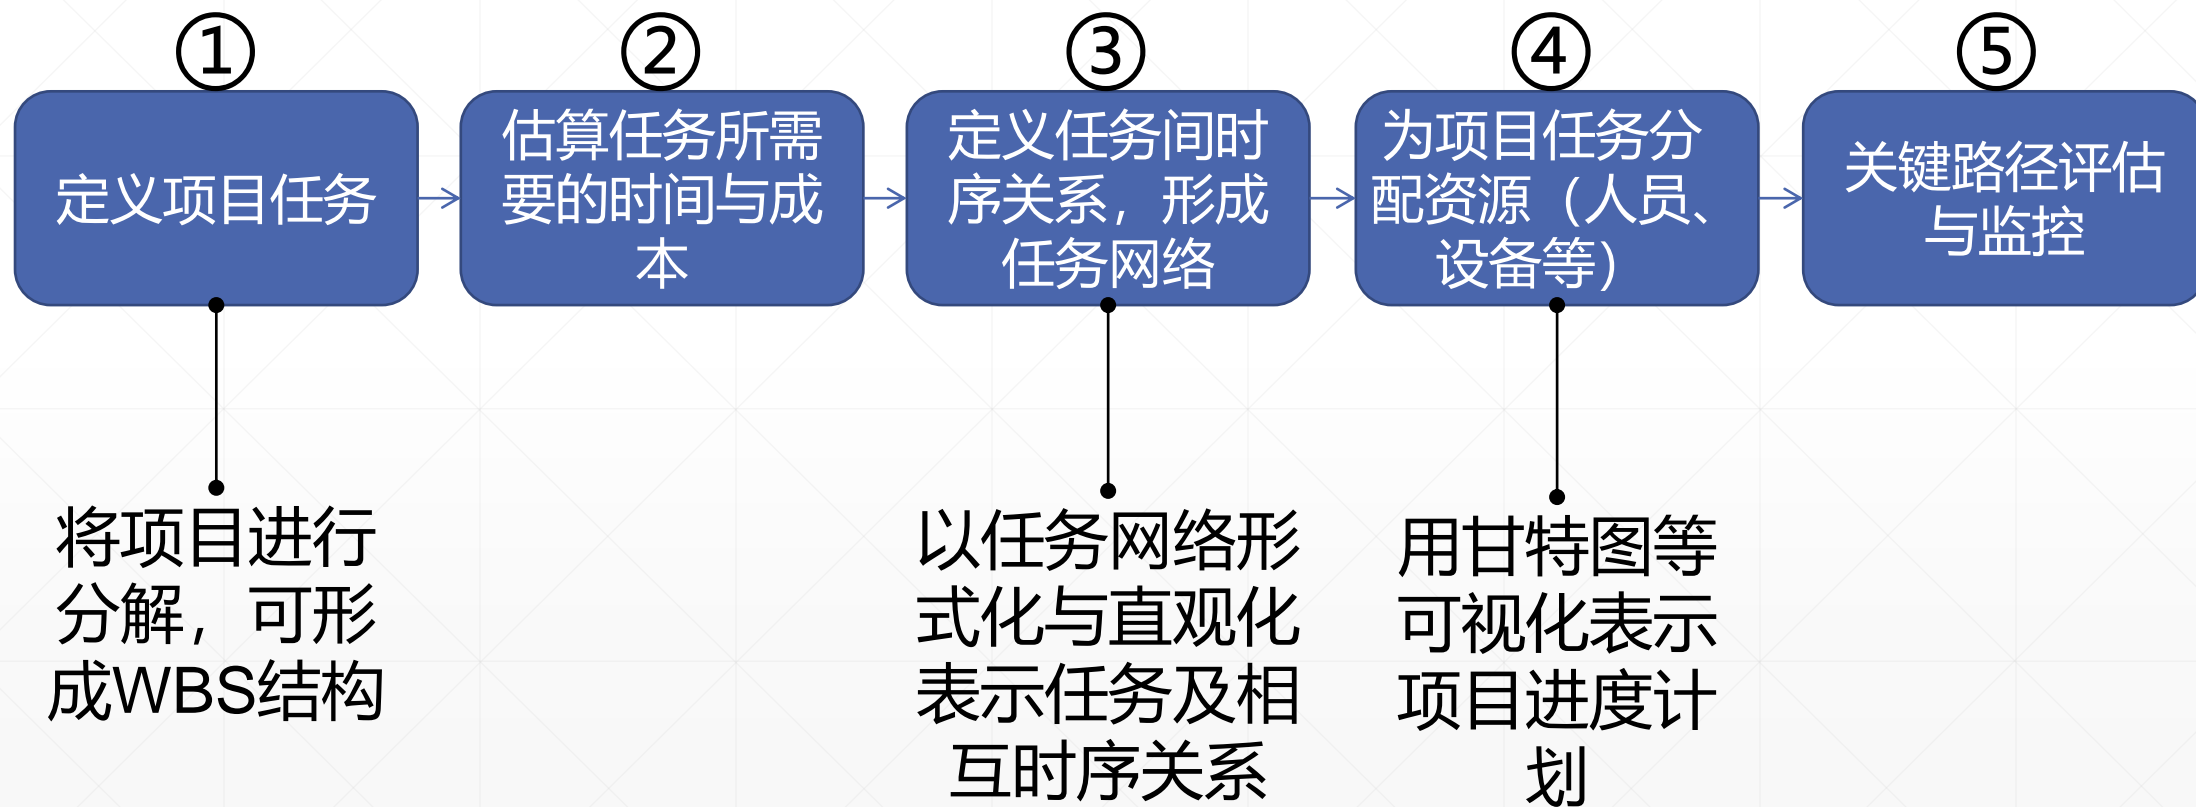 ①
定义项目任务
将项目进行
分解，可形
成WBS结构
②
估算任务所需
要的时间与成
本
③
定义任务间时
序关系，形成
任务网络
以任务网络形
式化与直观化
表示任务及相
互时序关系
④
为项目任务分
配资源（人员、
设备等）
用甘特图等
可视化表示
项目进度计
划
⑤
关键路径评估
与监控